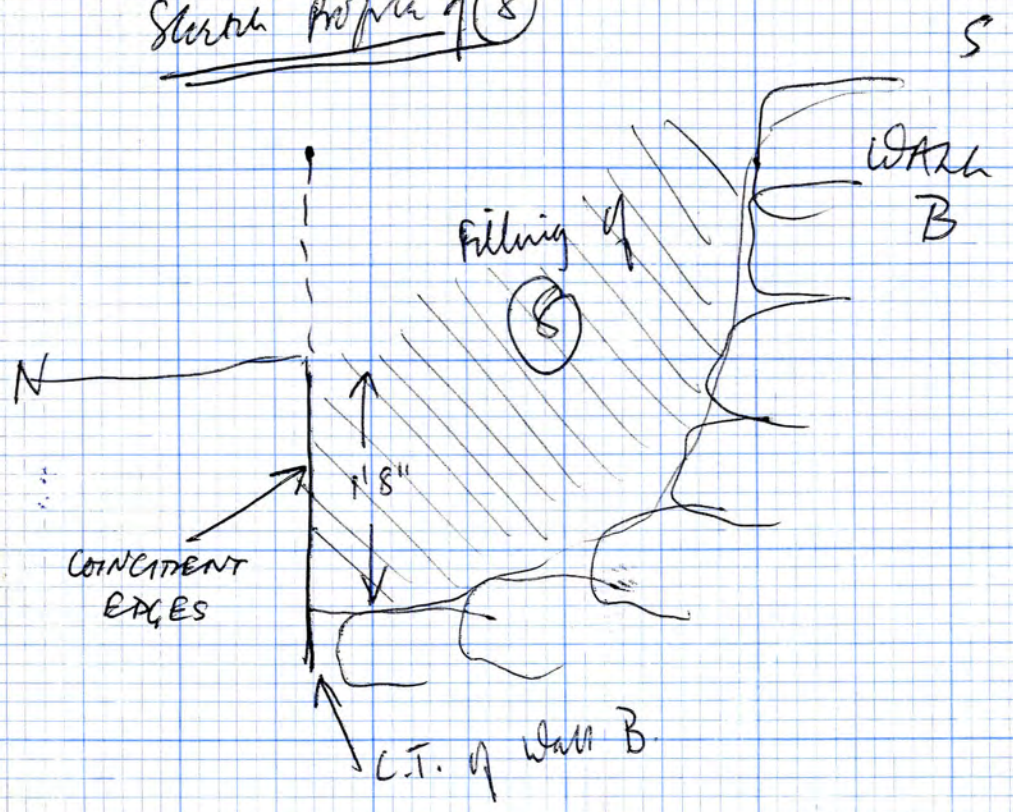 Sketch Profile of 8
S
WALL
B
Filling of
8
N
1'8"
COINCIDENT
EDGES
C.T. of Wall B.